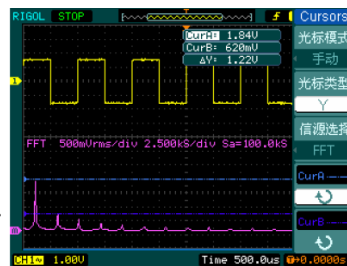 RIGOL STOP
Cursors
CurA: 1.84V
CurB: 620mV
ΔY: 1.22V
光标模式
手动
光标类型
Y
信源选择
FFT
FFT 500mVrms/div 2.500kS/div Sa=100.0kS
CurA
CurB
CH1 1.00V
Time 500.0us 0.0000s